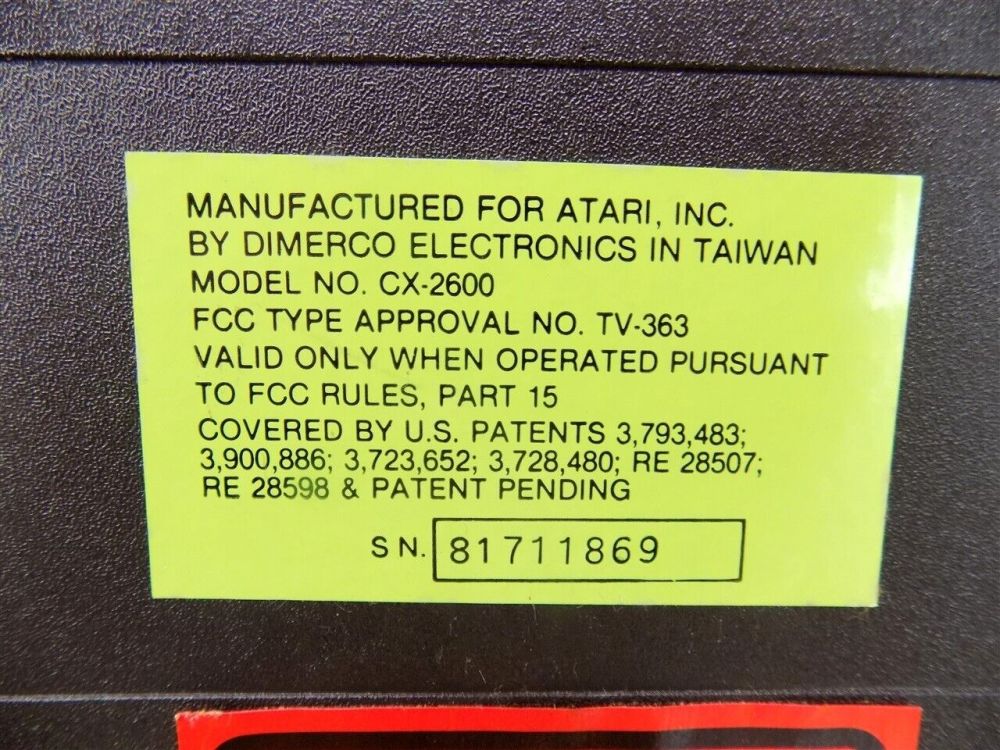 MANUFACTURED FOR ATARI, INC.
BY DIMERCO ELECTRONICS IN TAIWAN
MODEL NO. CX-2600
FCC TYPE APPROVAL NO. TV-363
VALID ONLY WHEN OPERATED PURSUANT
TO FCC RULES, PART 15
COVERED BY U.S. PATENTS 3,793,483;
3,900,886; 3,723,652; 3,728,480; RE 28507;
RE 28598 & PATENT PENDING
S N. 81711869